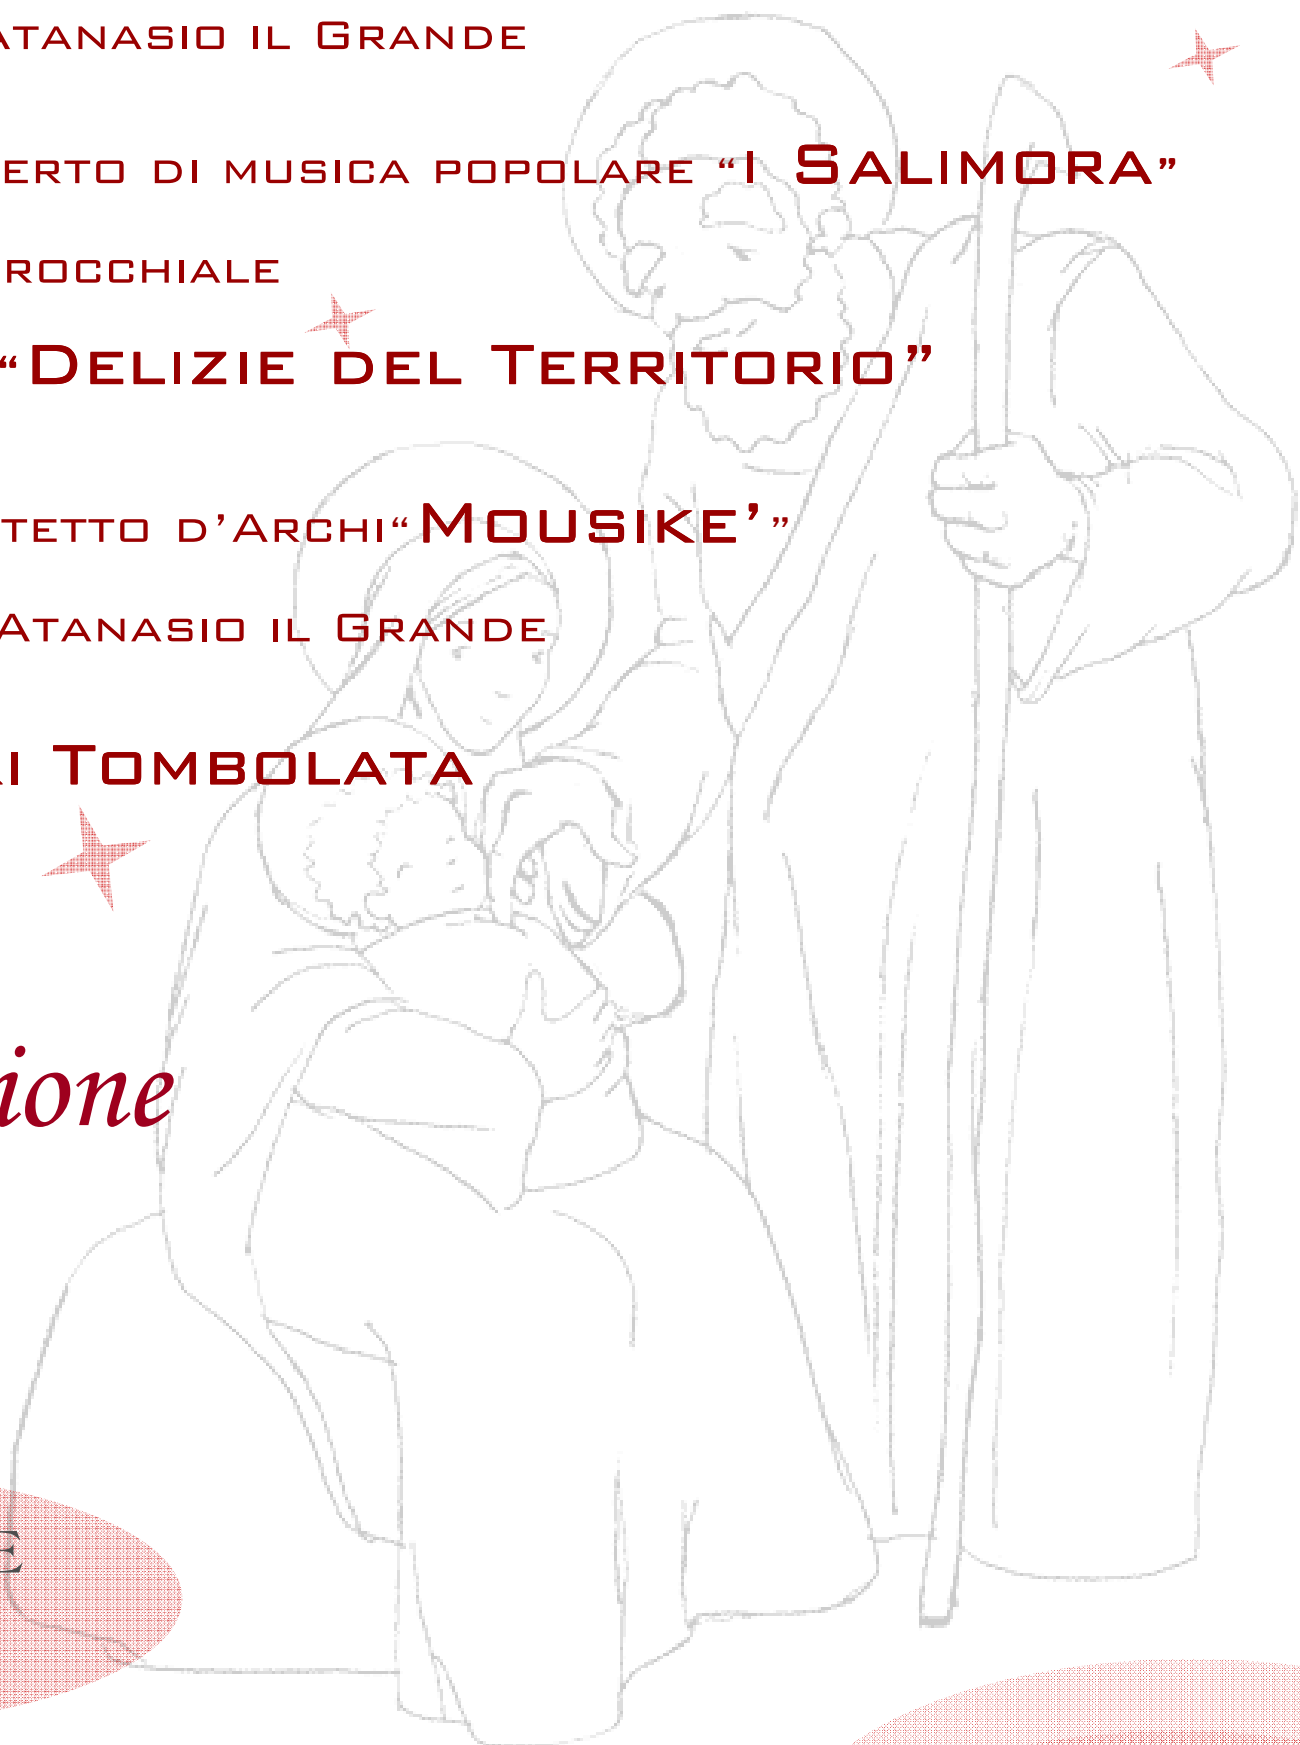 ATANASIO IL GRANDE
ERTO DI MUSICA POPOLARE “I SALIMORA”
ROCCHIALE
“DELIZIE DEL TERRITORIO”
TETTO D’ARCHI“MOUSIKE’”
ATANASIO IL GRANDE
RI TOMBOLATA
ione
E